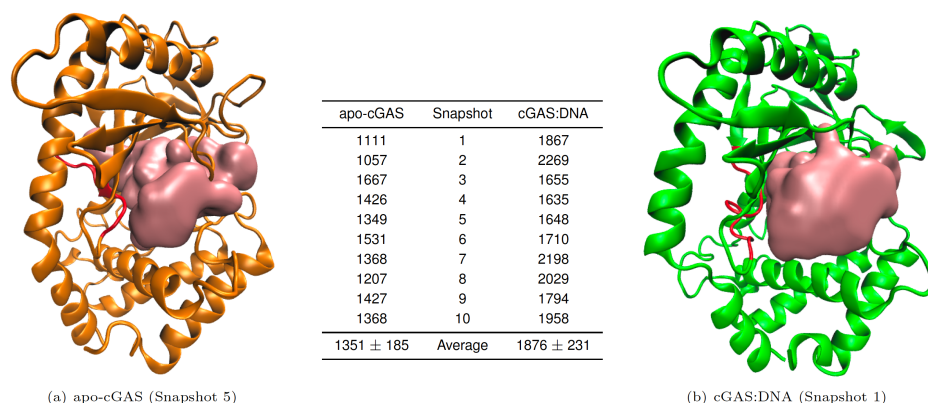 apo-cGAS Snapshot cGAS:DNA
1111 1 1867
1057 2 2269
1667 3 1655
1426 4 1635
1349 5 1648
1531 6 1710
1368 7 2198
1207 8 2029
1427 9 1794
1368 10 1958
1351 ± 185 Average 1876 ± 231
(a) apo-cGAS (Snapshot 5)
(b) cGAS:DNA (Snapshot 1)